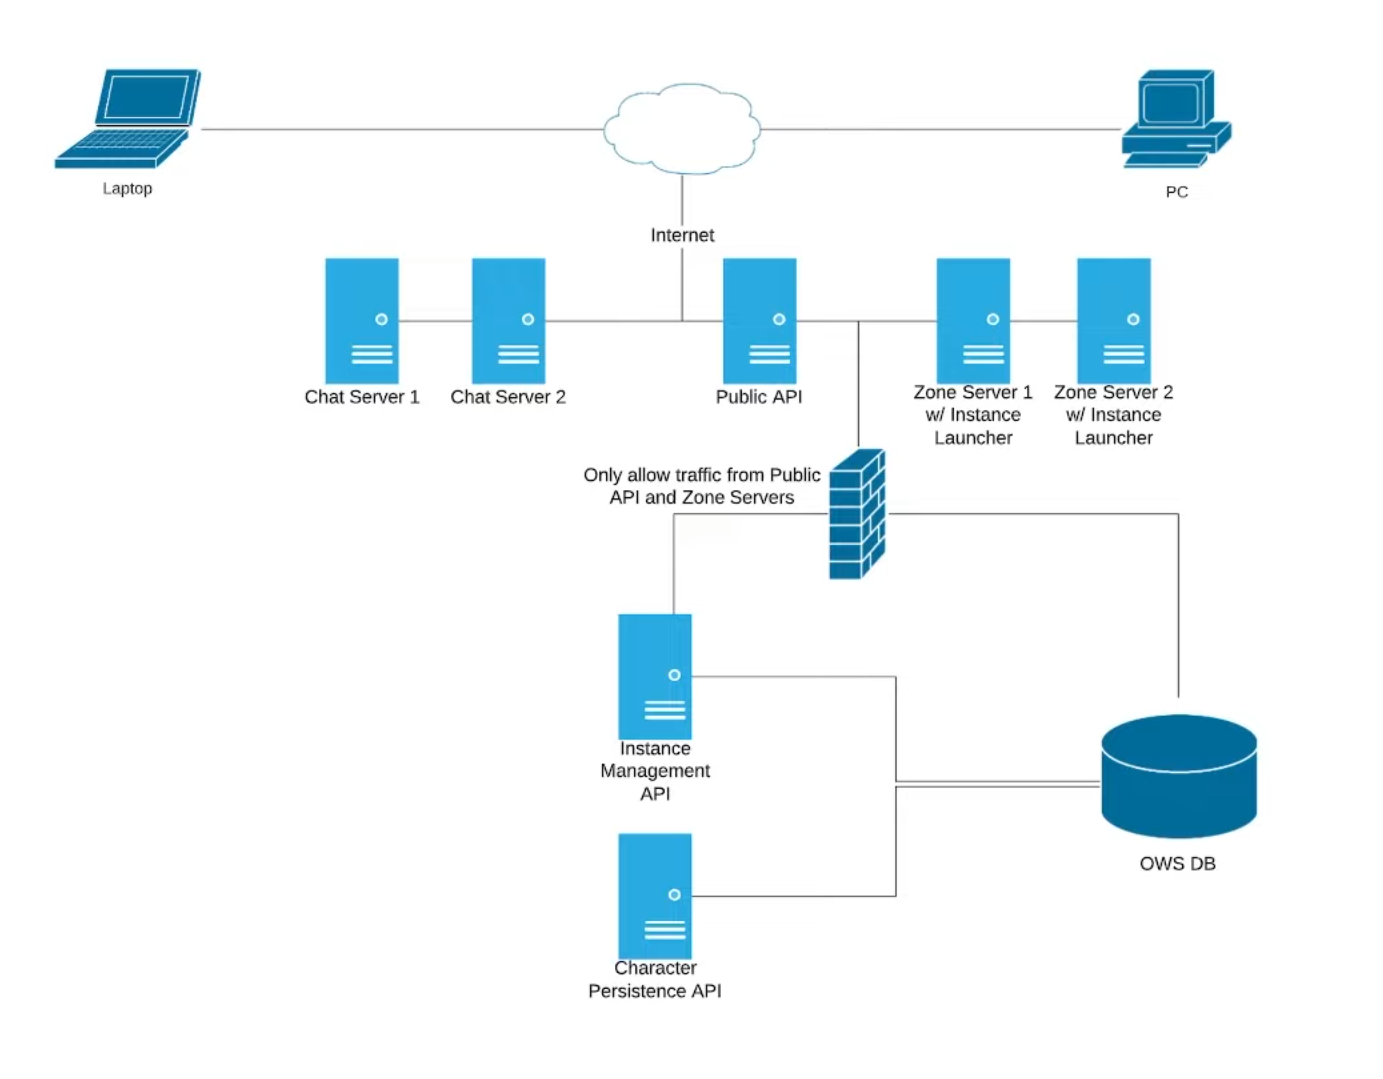 Laptop
PC
Internet
Chat Server 1
Chat Server 2
Public API
Zone Server 1
w/ Instance
Launcher
Zone Server 2
w/ Instance
Launcher
Only allow traffic from Public
API and Zone Servers
Instance
Management
API
OWS DB
Character
Persistence API